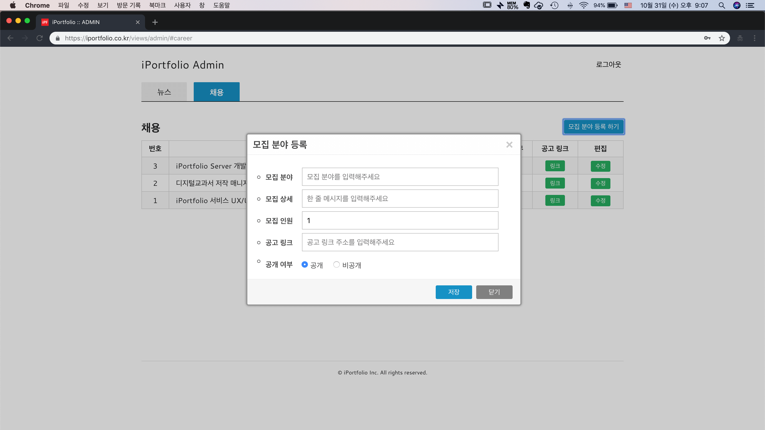 Chrome 파일 수정 보기 방문 기록 북마크 사용자 창 도움말 MEM 80% 94% 10월 31일 (수) 오후 9:07
iPortfolio :: ADMIN
https://iportfolio.co.kr/views/admin/#career
iPortfolio Admin 로그아웃
뉴스 채용
채용 모집 분야 등록 하기
번호 공고 링크 편집
3 iPortfolio Server 개발 링크 수정
2 디지털교과서 저작 매니저 링크 수정
1 iPortfolio 서비스 UX/U 링크 수정
모집 분야 등록
모집 분야 모집 분야를 입력해주세요
모집 상세 한 줄 메시지를 입력해주세요
모집 인원 1
공고 링크 공고 링크 주소를 입력해주세요
공개 여부 공개 비공개
저장 닫기
© iPortfolio Inc. All rights reserved.